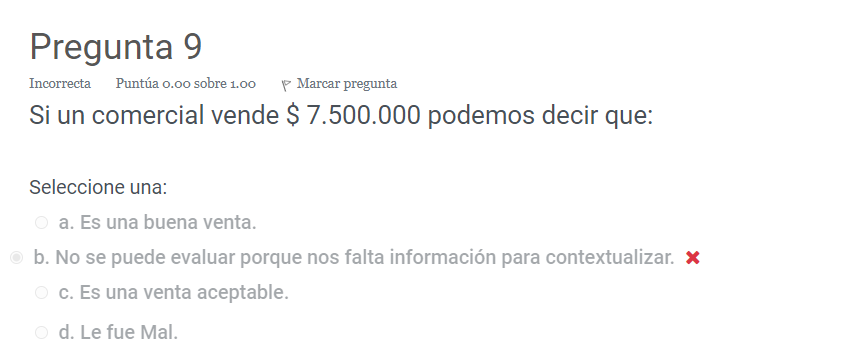 Pregunta 9
Incorrecta Puntúa 0.00 sobre 1.00 Marcar pregunta
Si un comercial vende $ 7.500.000 podemos decir que:
Seleccione una:
a. Es una buena venta.
b. No se puede evaluar porque nos falta información para contextualizar.
c. Es una venta aceptable.
d. Le fue Mal.